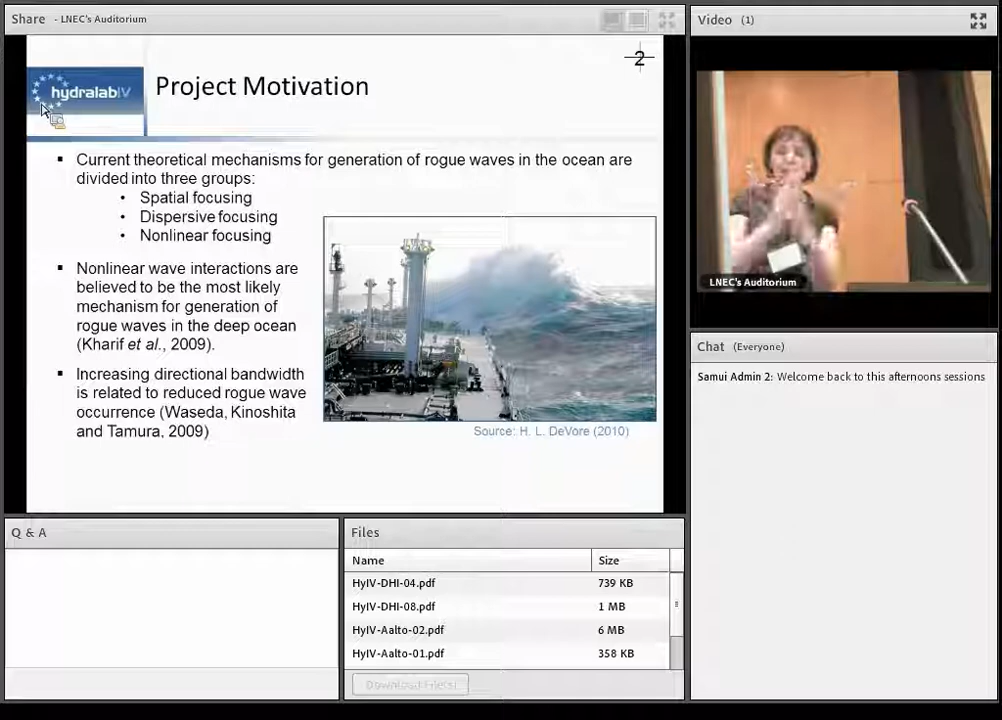 Share - LNEC's Auditorium
2
hydralabIV
Project Motivation
▪ Current theoretical mechanisms for generation of rogue waves in the ocean are
divided into three groups:
• Spatial focusing
• Dispersive focusing
• Nonlinear focusing
▪ Nonlinear wave interactions are
believed to be the most likely
mechanism for generation of
rogue waves in the deep ocean
(Kharif et al., 2009).
▪ Increasing directional bandwidth
is related to reduced rogue wave
occurrence (Waseda, Kinoshita
and Tamura, 2009)
Source: H. L. DeVore (2010)
Video (1)
LNEC's Auditorium
Chat (Everyone)
Samui Admin 2: Welcome back to this afternoons sessions
Q & A
Files
Name Size
HyIV-DHI-04.pdf 739 KB
HyIV-DHI-08.pdf 1 MB
HyIV-Aalto-02.pdf 6 MB
HyIV-Aalto-01.pdf 358 KB
Download File(s)